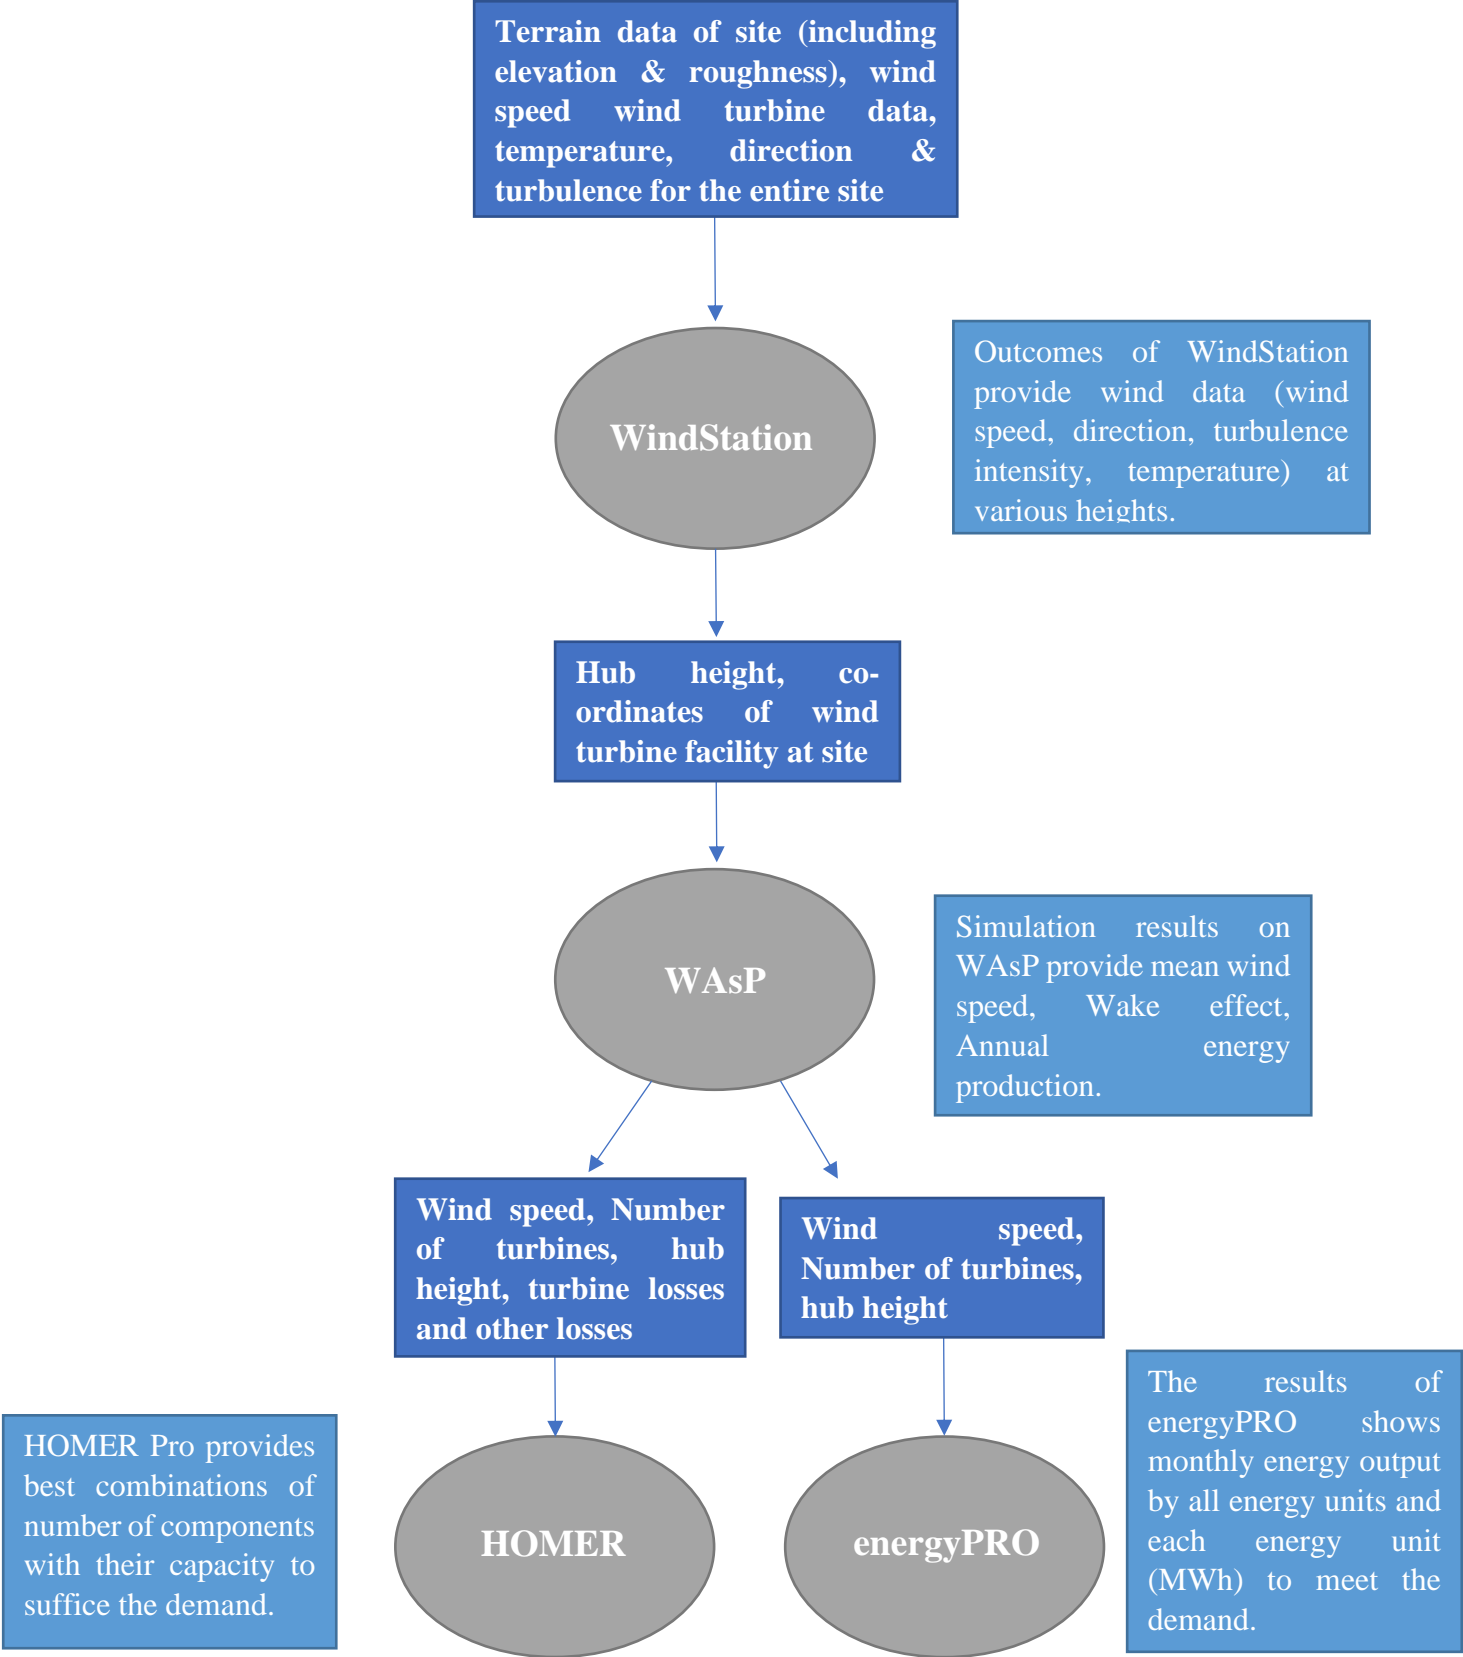 Terrain data of site (including
elevation & roughness), wind
speed wind turbine data,
temperature, direction &
turbulence for the entire site
WindStation
Outcomes of WindStation
provide wind data (wind
speed, direction, turbulence
intensity, temperature) at
various heights.
Hub height, co-
ordinates of wind
turbine facility at site
WAsP
Simulation results on
WAsP provide mean wind
speed, Wake effect,
Annual energy
production.
Wind speed, Number
of turbines, hub
height, turbine losses
and other losses
Wind speed,
Number of turbines,
hub height
HOMER Pro provides
best combinations of
number of components
with their capacity to
suffice the demand.
HOMER
energyPRO
The results of
energyPRO shows
monthly energy output
by all energy units and
each energy unit
(MWh) to meet the
demand.